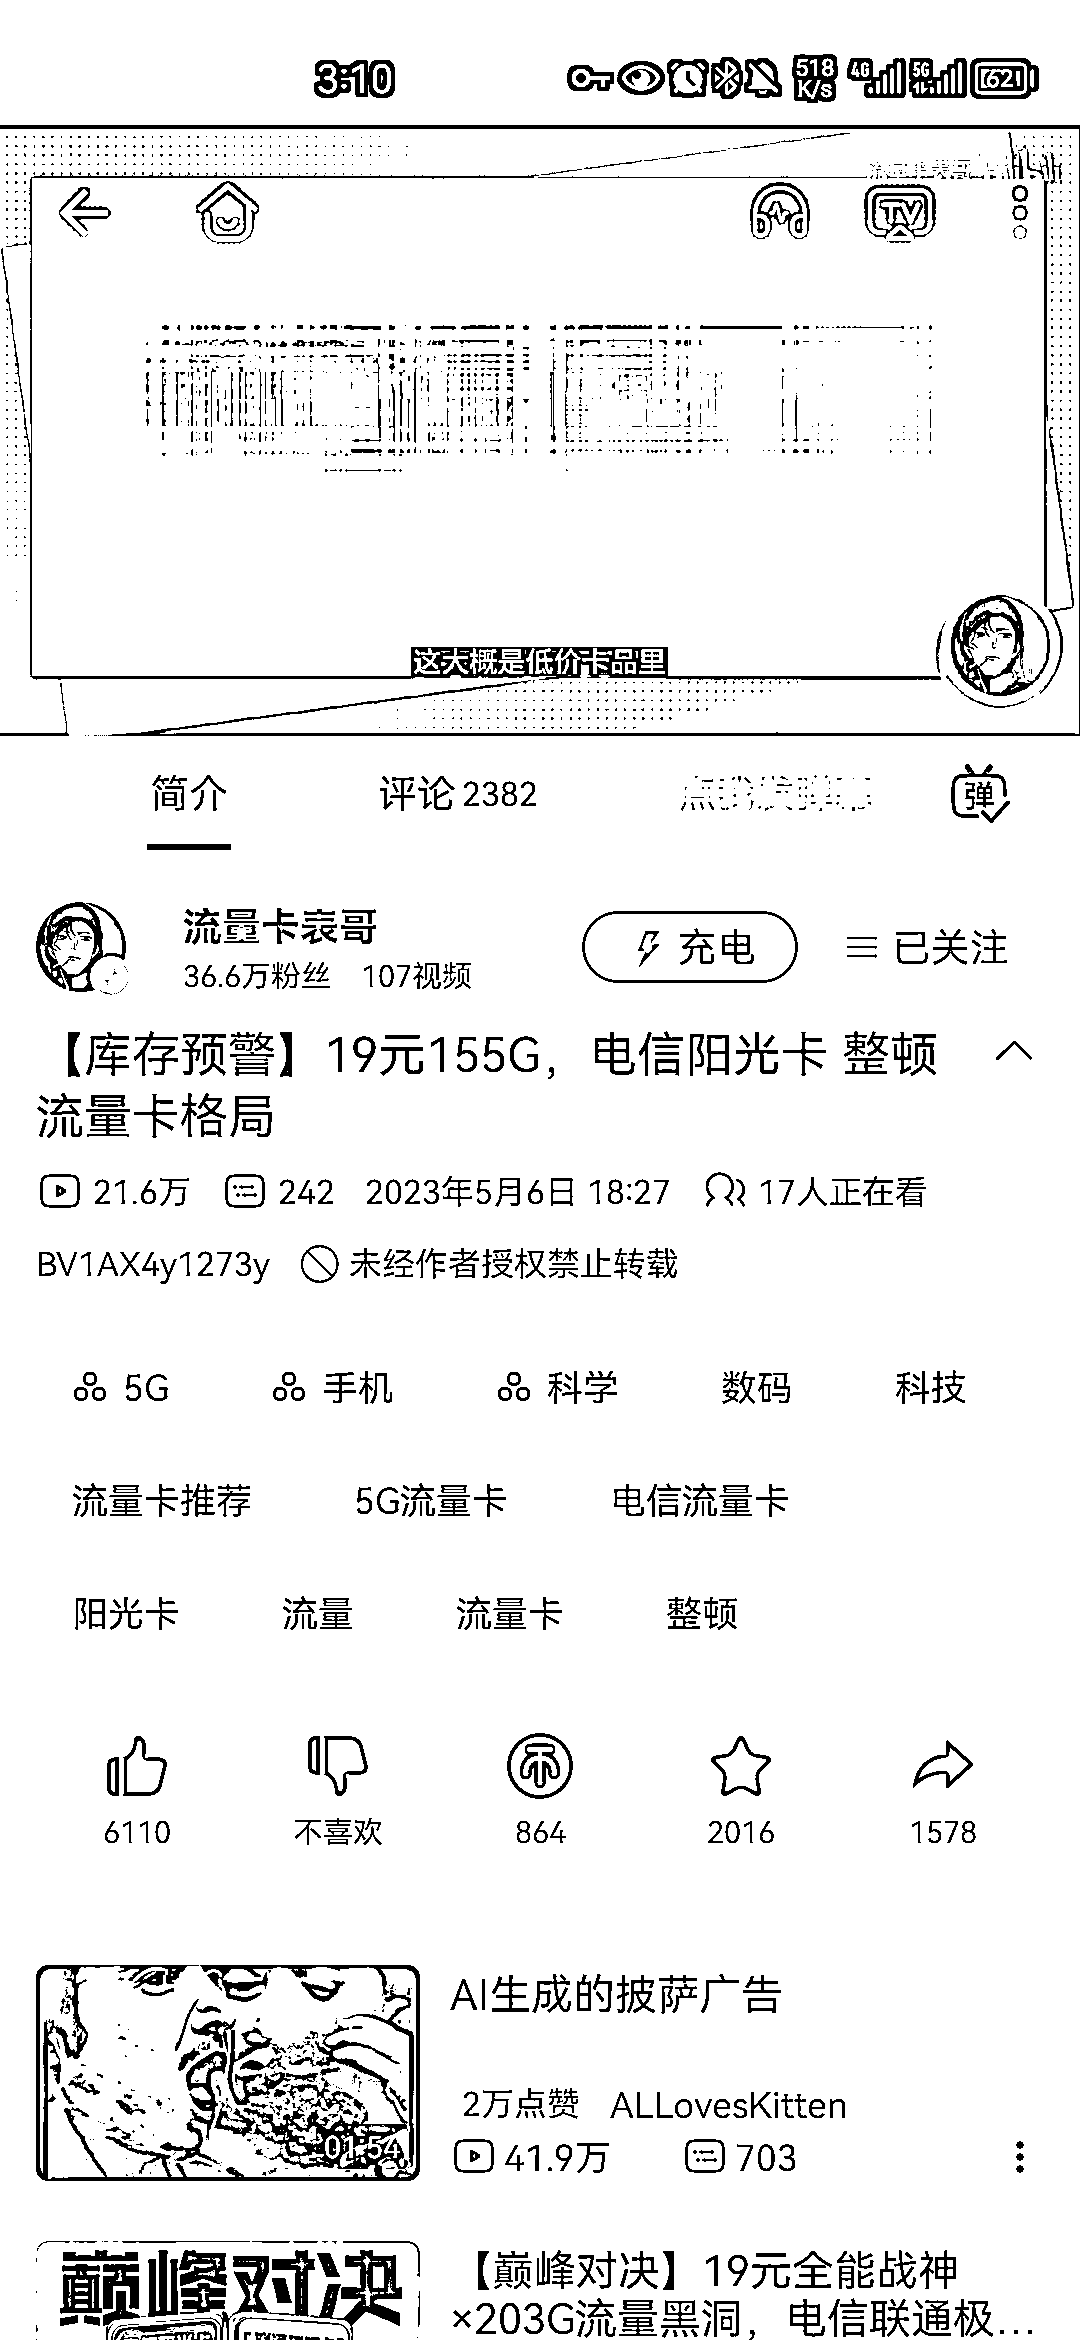 3:10
518 K/s 4G 5G 62
TV
这大概是低价卡品里
简介 评论 2382 点我发弹幕 弹
流量卡袁哥
36.6万粉丝 107视频 充电 已关注
【库存预警】19元155G，电信阳光卡 整顿
流量卡格局
21.6万 242 2023年5月6日 18:27 17人正在看
BV1AX4y1273y 未经作者授权禁止转载
5G 手机 科学 数码 科技
流量卡推荐 5G流量卡 电信流量卡
阳光卡 流量 流量卡 整顿
6110 不喜欢 864 2016 1578
AI生成的披萨广告
01:54
2万点赞 ALLovesKitten
41.9万 703
巅峰对决
【巅峰对决】19元全能战神
×203G流量黑洞，电信联通极...